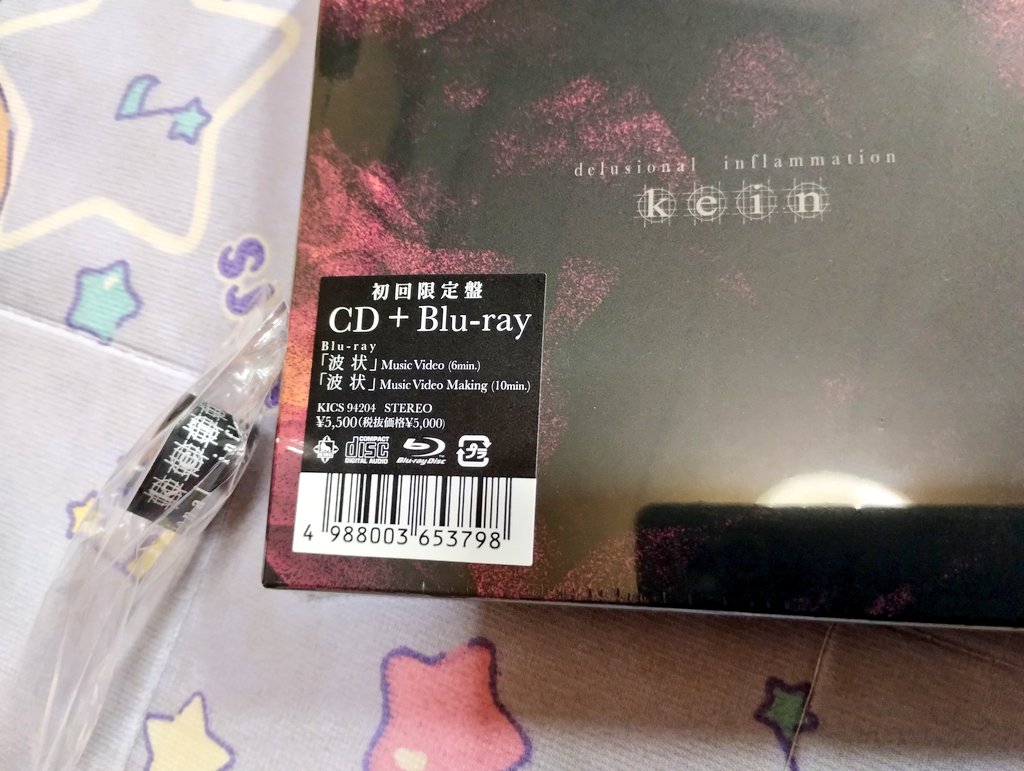 delusional inflammation
kein
初回限定盤
CD + Blu-ray
Blu-ray
「波状」Music Video (6min.)
「波状」Music Video Making (10min.)
KICS 94204 STEREO
¥5,500(税抜価格¥5,000)
COMPACT
disc
DIGITAL AUDIO
Blu-ray Disc
プラ
4 988003 653798